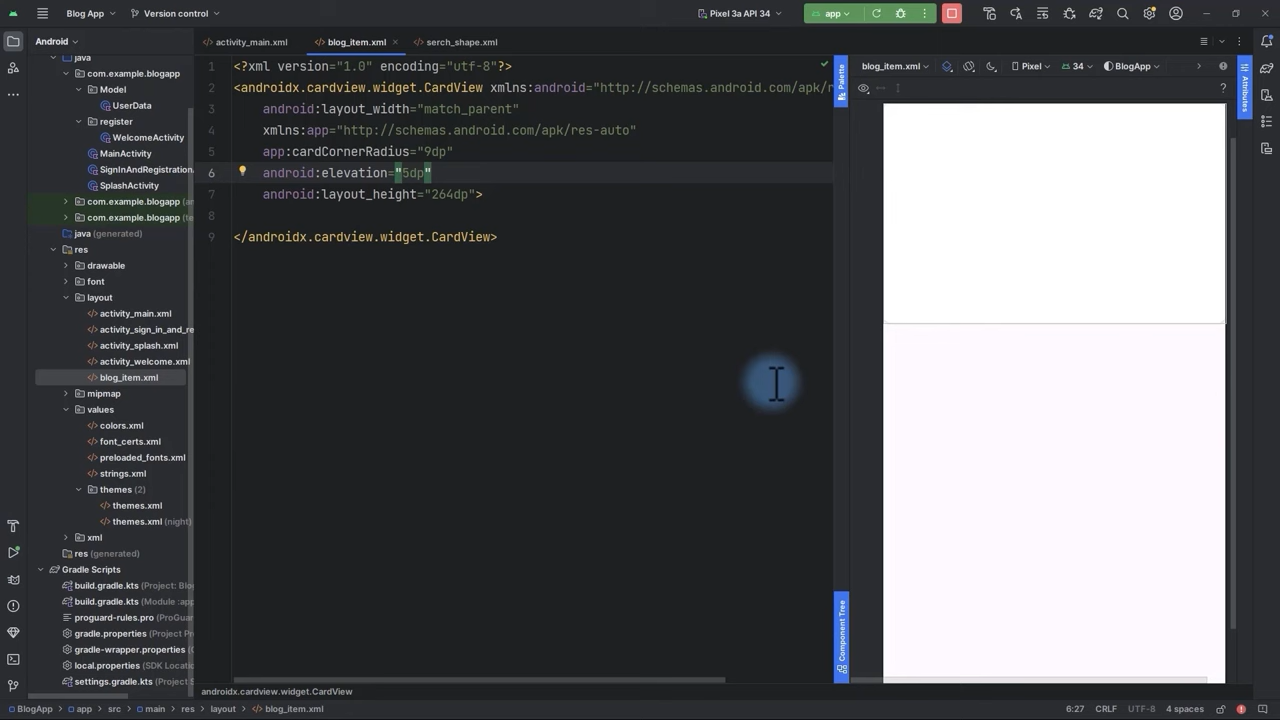 Blog App
Version control
Pixel 3a API 34
app
Android
activity_main.xml
blog_item.xml
serch_shape.xml
java
com.example.blogapp
Model
UserData
register
WelcomeActivity
MainActivity
SignInAndRegistration
SplashActivity
com.example.blogapp (
com.example.blogapp (te
java (generated)
res
drawable
font
layout
activity_main.xml
activity_sign_in_and_re
activity_splash.xml
activity_welcome.xml
blog_item.xml
mipmap
values
colors.xml
font_certs.xml
preloaded_fonts.xml
strings.xml
themes (2)
themes.xml
themes.xml (night)
xml
res (generated)
Gradle Scripts
build.gradle.kts (Project: Blo
build.gradle.kts (Module :app
proguard-rules.pro (ProGua
gradle.properties (Project Pr
gradle-wrapper.properties (
local.properties (SDK Locatio
settings.gradle.kts (Project S
1 <?xml version="1.0" encoding="utf-8"?>
2 <androidx.cardview.widget.CardView xmlns:android="http://schemas.android.com/apk/r
3 android:layout_width="match_parent"
4 xmlns:app="http://schemas.android.com/apk/res-auto"
5 app:cardCornerRadius="9dp"
6 android:elevation="5dp"
7 android:layout_height="264dp">
8
9 </androidx.cardview.widget.CardView>
androidx.cardview.widget.CardView
Palette
Component Tree
blog_item.xml
Pixel
34
BlogApp
Attributes
BlogApp
app
src
main
res
layout
blog_item.xml
6:27
CRLF
UTF-8
4 spaces